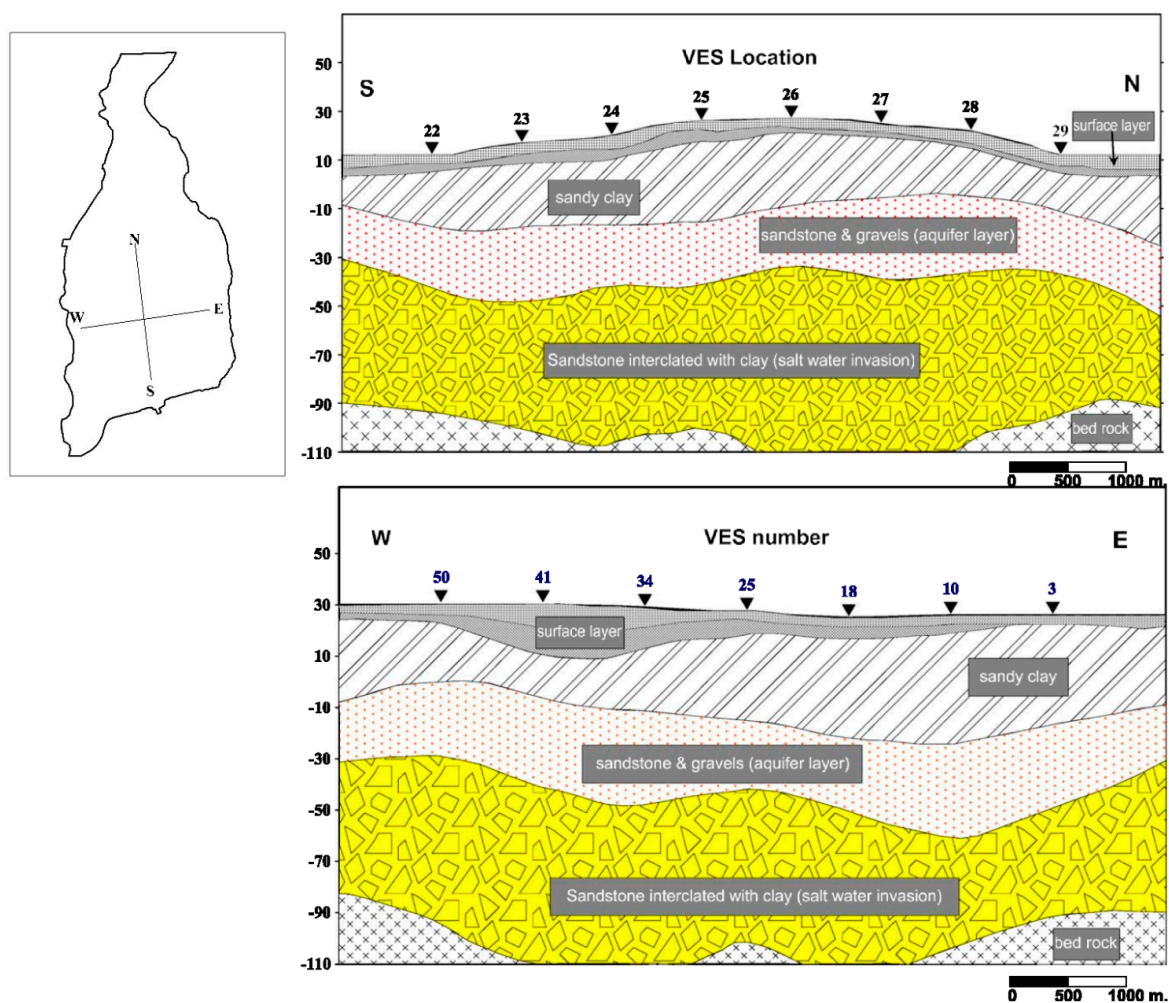 N
W
E
S
VES Location
S
N
50
30
10
-10
-30
-50
-70
-90
-110
22
23
24
25
26
27
28
29
surface layer
sandy clay
sandstone & gravels (aquifer layer)
Sandstone interclated with clay (salt water invasion)
bed rock
0 500 1000 m.
W
VES number
E
50
30
10
-10
-30
-50
-70
-90
-110
50
41
34
25
18
10
3
surface layer
sandy clay
sandstone & gravels (aquifer layer)
Sandstone interclated with clay (salt water invasion)
bed rock
0 500 1000 m.